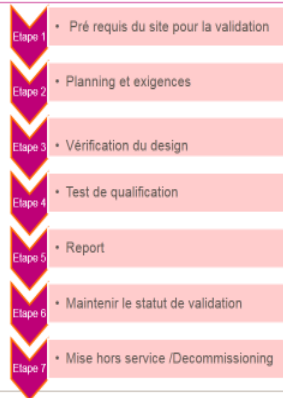 Etape 1
• Pré requis du site pour la validation
Etape 2
• Planning et exigences
Etape 3
• Vérification du design
Etape 4
• Test de qualification
Etape 5
• Report
Etape 6
• Maintenir le statut de validation
Etape 7
• Mise hors service /Decommissioning